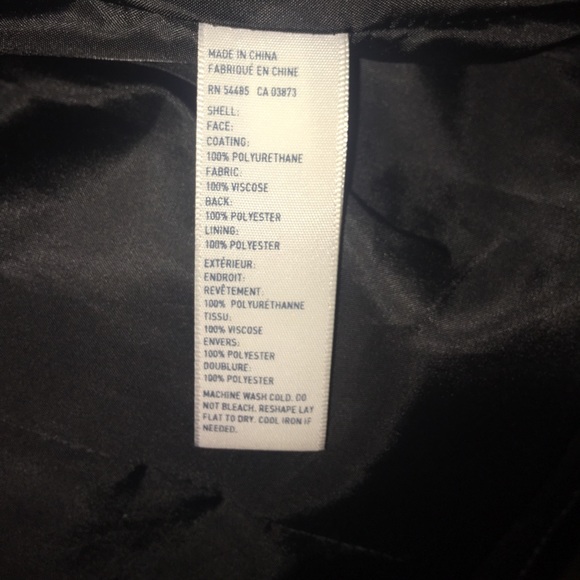 MADE IN CHINA
FABRIQUÉ EN CHINE
RN 54485 CA 03873
SHELL:
FACE:
COATING:
100% POLYURETHANE
FABRIC:
100% VISCOSE
BACK:
100% POLYESTER
LINING:
100% POLYESTER
EXTÉRIEUR:
ENDROIT:
REVÊTEMENT:
100% POLYURÉTHANNE
TISSU:
100% VISCOSE
ENVERS:
100% POLYESTER
DOUBLURE:
100% POLYESTER
MACHINE WASH COLD. DO
NOT BLEACH. RESHAPE LAY
FLAT TO DRY. COOL IRON IF
NEEDED.